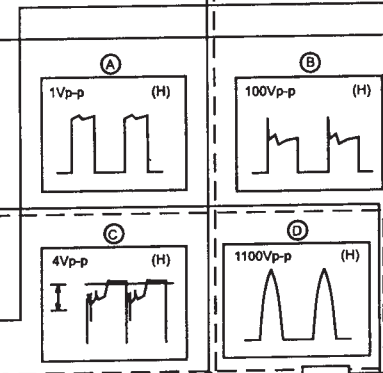 A
1Vp-p (H)
B
100Vp-p (H)
C
4Vp-p (H)
D
1100Vp-p (H)